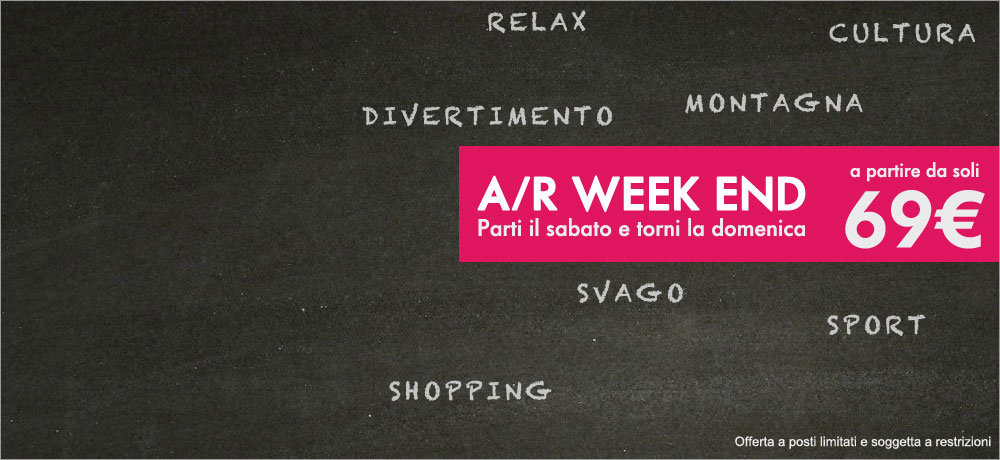 RELAX
CULTURA
DIVERTIMENTO
MONTAGNA
A/R WEEK END
Parti il sabato e torni la domenica
a partire da soli
69€
SVAGO
SPORT
SHOPPING
Offerta a posti limitati e soggetta a restrizioni